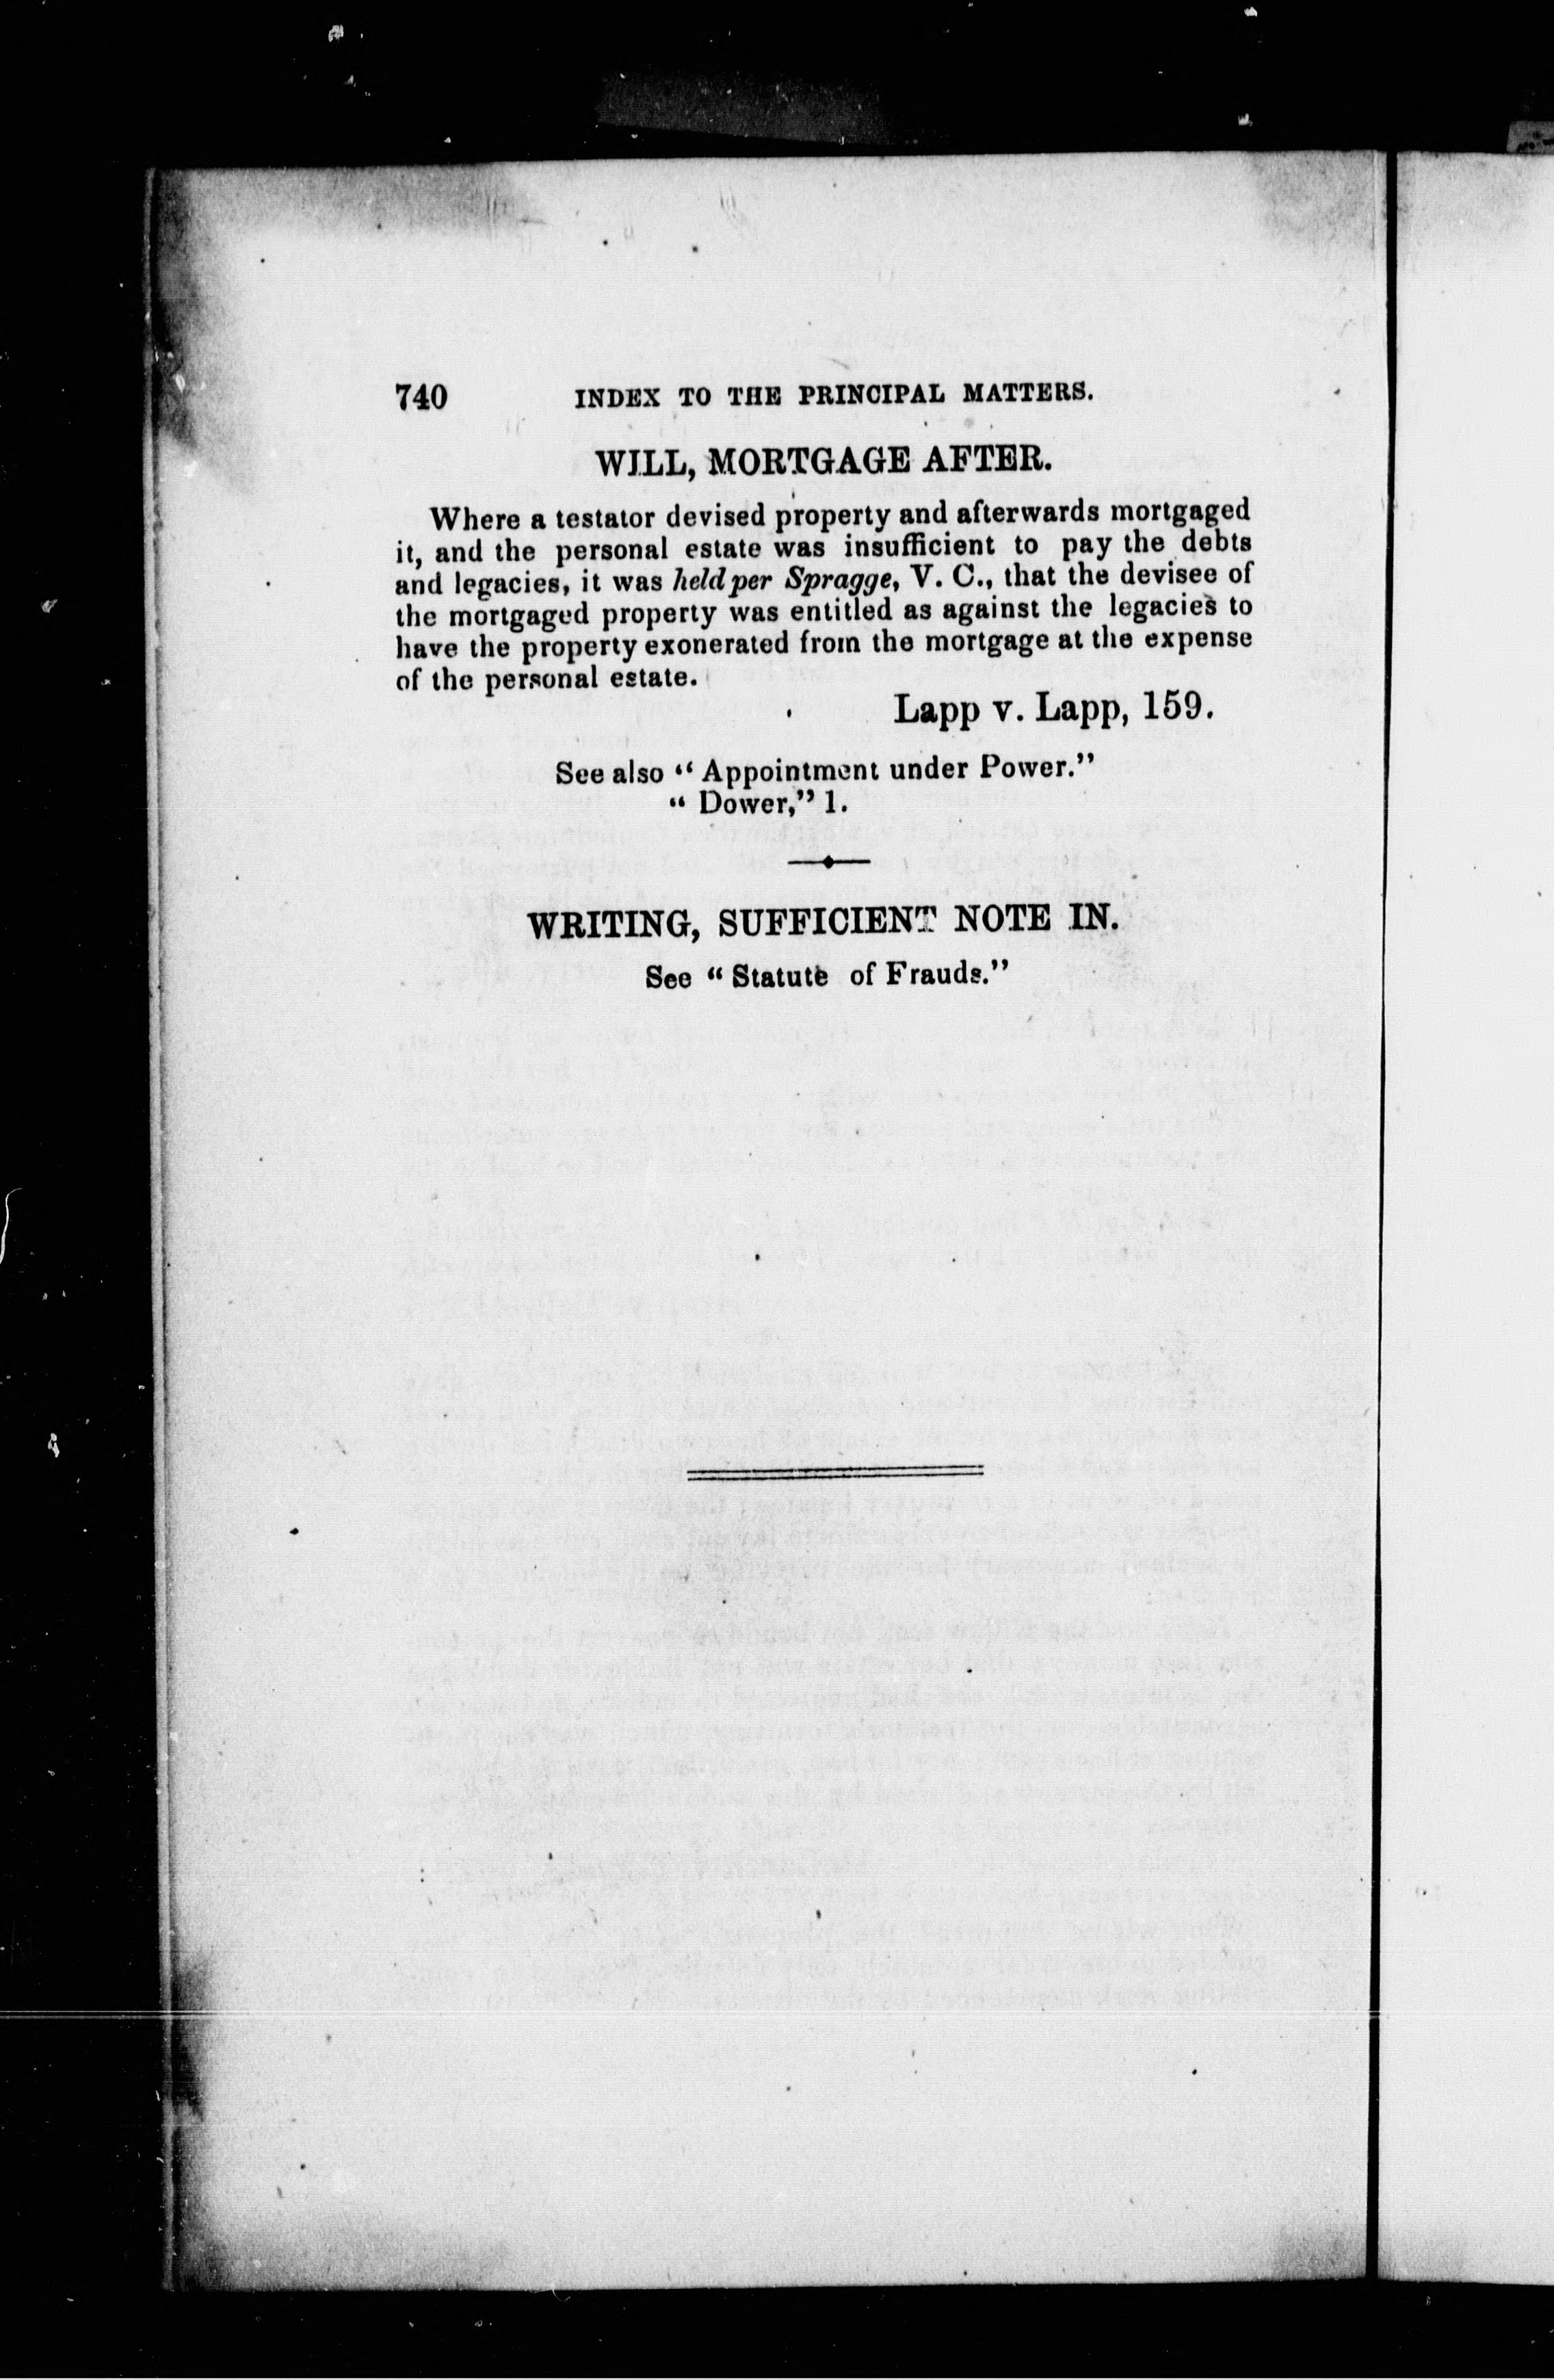 740 INDEX TO THE PRINCIPAL MATTERS.
WILL, MORTGAGE AFTER.
Where a testator devised property and afterwards mortgaged
it, and the personal estate was insufficient to pay the debts
and legacies, it was held per Spragge, V. C., that the devisee of
the mortgaged property was entitled as against the legacies to
have the property exonerated from the mortgage at the expense
of the personal estate.
Lapp v. Lapp, 159.
See also “ Appointment under Power.”
“ Dower,” 1.
WRITING, SUFFICIENT NOTE IN.
See “ Statute of Frauds.”